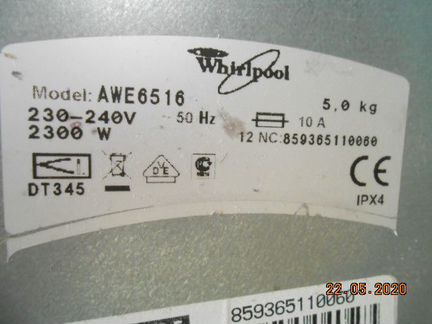 Whirlpool
Model: AWE6516
5,0 kg
230-240V 50 Hz 10 A
2300 W
12 NC:859365110060
VDE
DT345
CE
IPX4
22.05.2020
859365110060